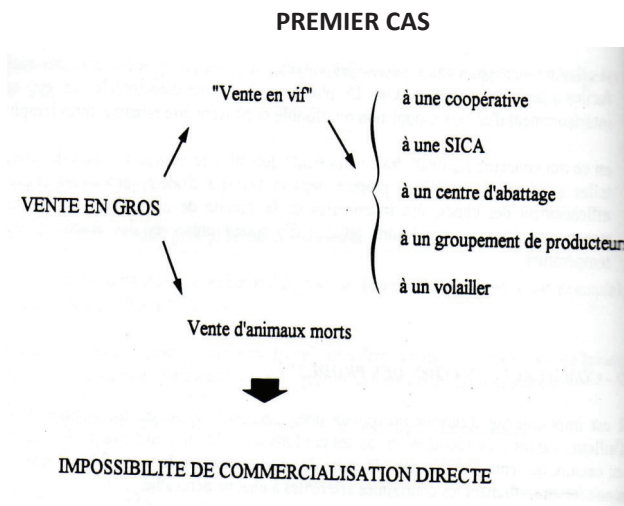 PREMIER CAS
"Vente en vif"
à une coopérative
à une SICA
à un centre d'abattage
à un groupement de producteurs
à un volailler
VENTE EN GROS
Vente d'animaux morts
IMPOSSIBILITE DE COMMERCIALISATION DIRECTE